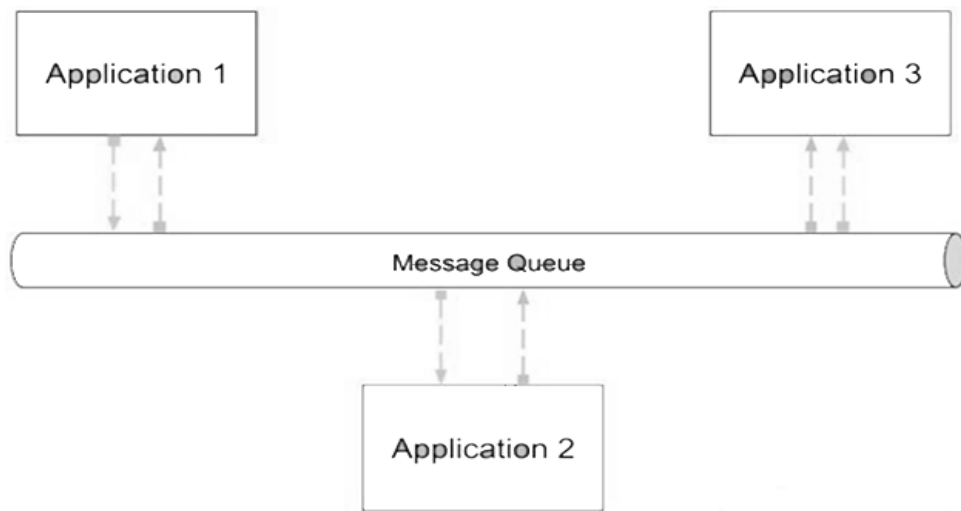 Application 1
Application 3
Message Queue
Application 2